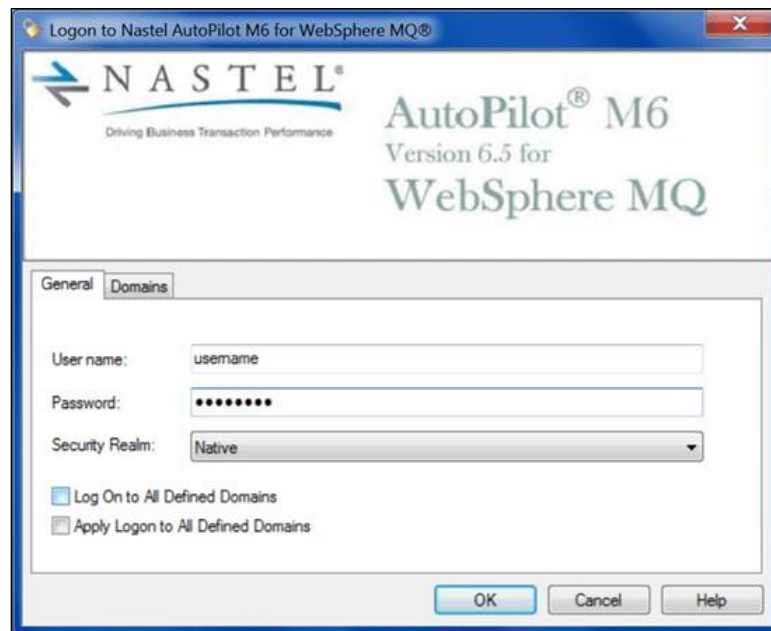 Logon to Nastel AutoPilot M6 for WebSphere MQ®
NASTEL®
Driving Business Transaction Performance
AutoPilot® M6
Version 6.5 for
WebSphere MQ
General Domains
User name: username
Password: ●●●●●●●●
Security Realm: Native
Log On to All Defined Domains
Apply Logon to All Defined Domains
OK Cancel Help